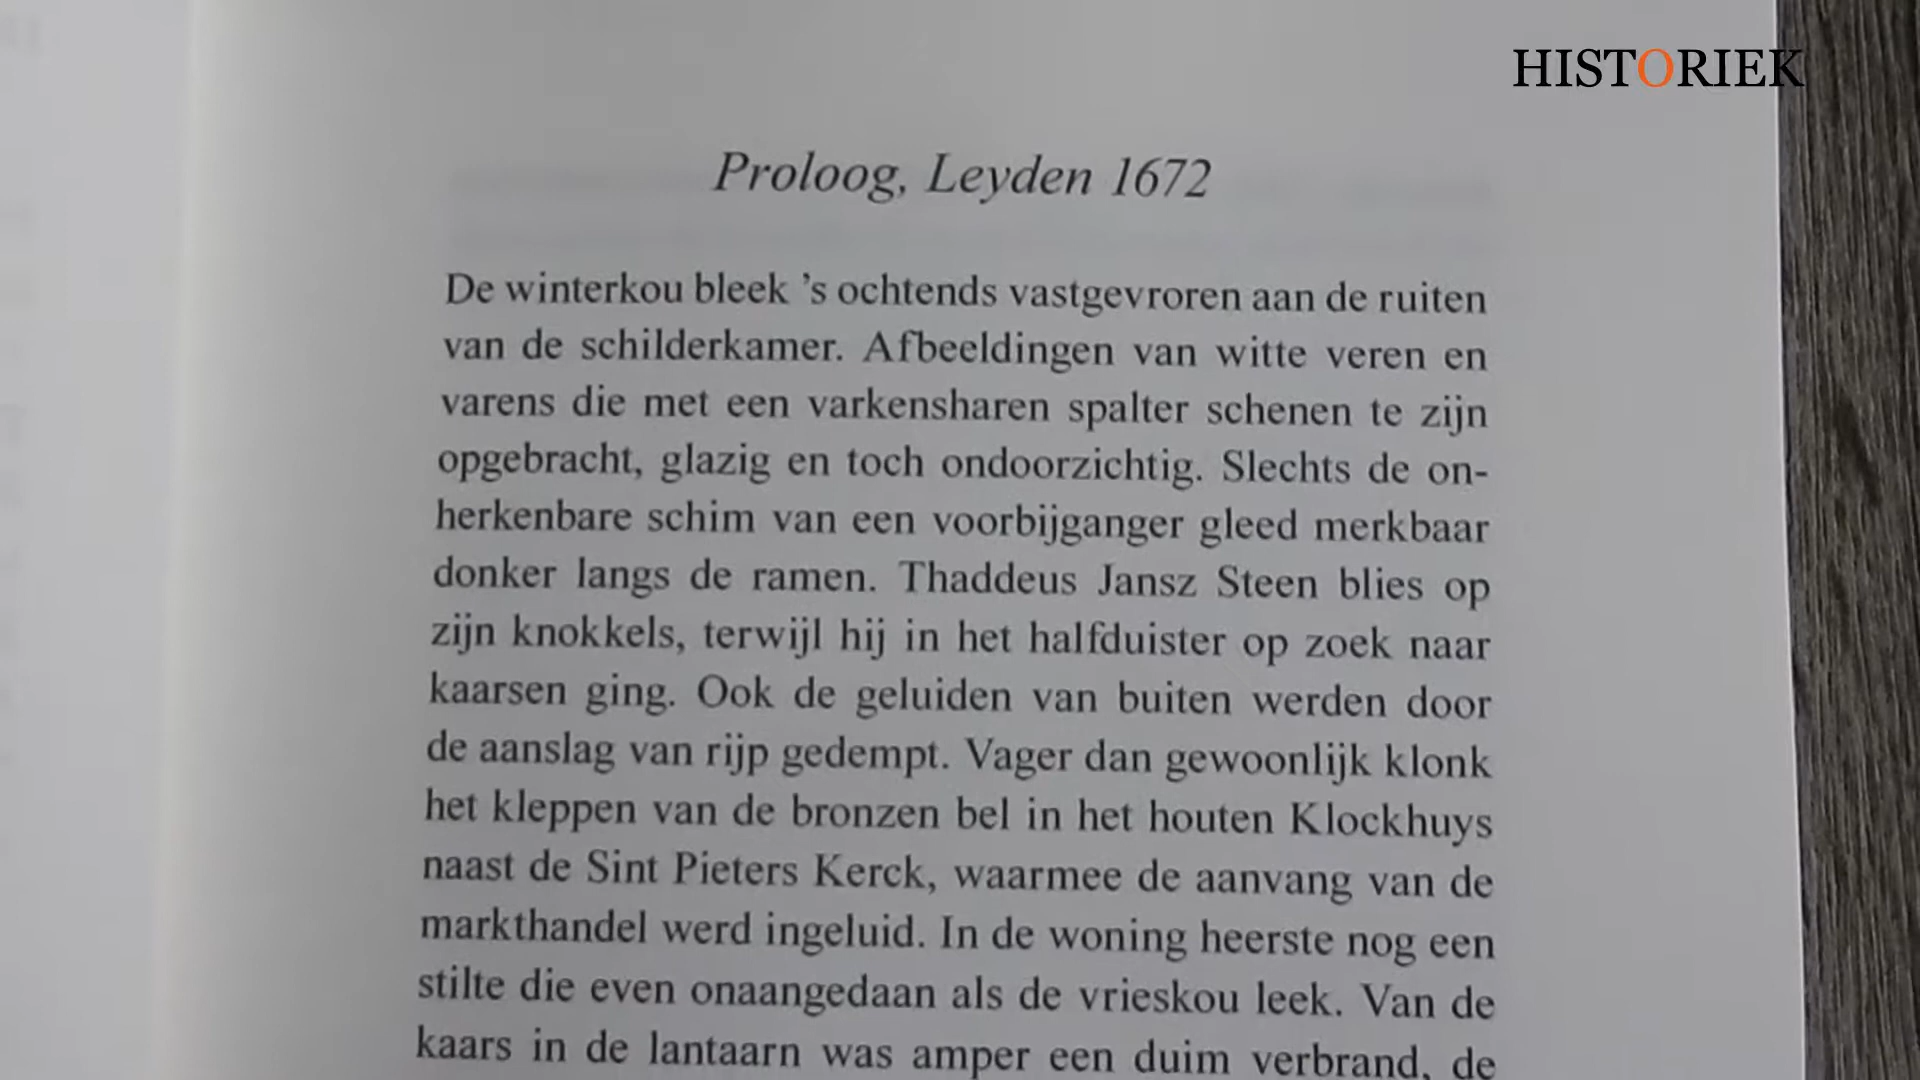 HISTORIEK
Proloog, Leyden 1672
De winterkou bleek ’s ochtends vastgevroren aan de ruiten
van de schilderkamer. Afbeeldingen van witte veren en
varens die met een varkensharen spalter schenen te zijn
opgebracht, glazig en toch ondoorzichtig. Slechts de on-
herkenbare schim van een voorbijganger gleed merkbaar
donker langs de ramen. Thaddeus Jansz Steen blies op
zijn knokkels, terwijl hij in het halfduister op zoek naar
kaarsen ging. Ook de geluiden van buiten werden door
de aanslag van rijp gedempt. Vager dan gewoonlijk klonk
het kleppen van de bronzen bel in het houten Klockhuys
naast de Sint Pieters Kerck, waarmee de aanvang van de
markthandel werd ingeluid. In de woning heerste nog een
stilte die even onaangedaan als de vrieskou leek. Van de
kaars in de lantaarn was amper een duim verbrand, de